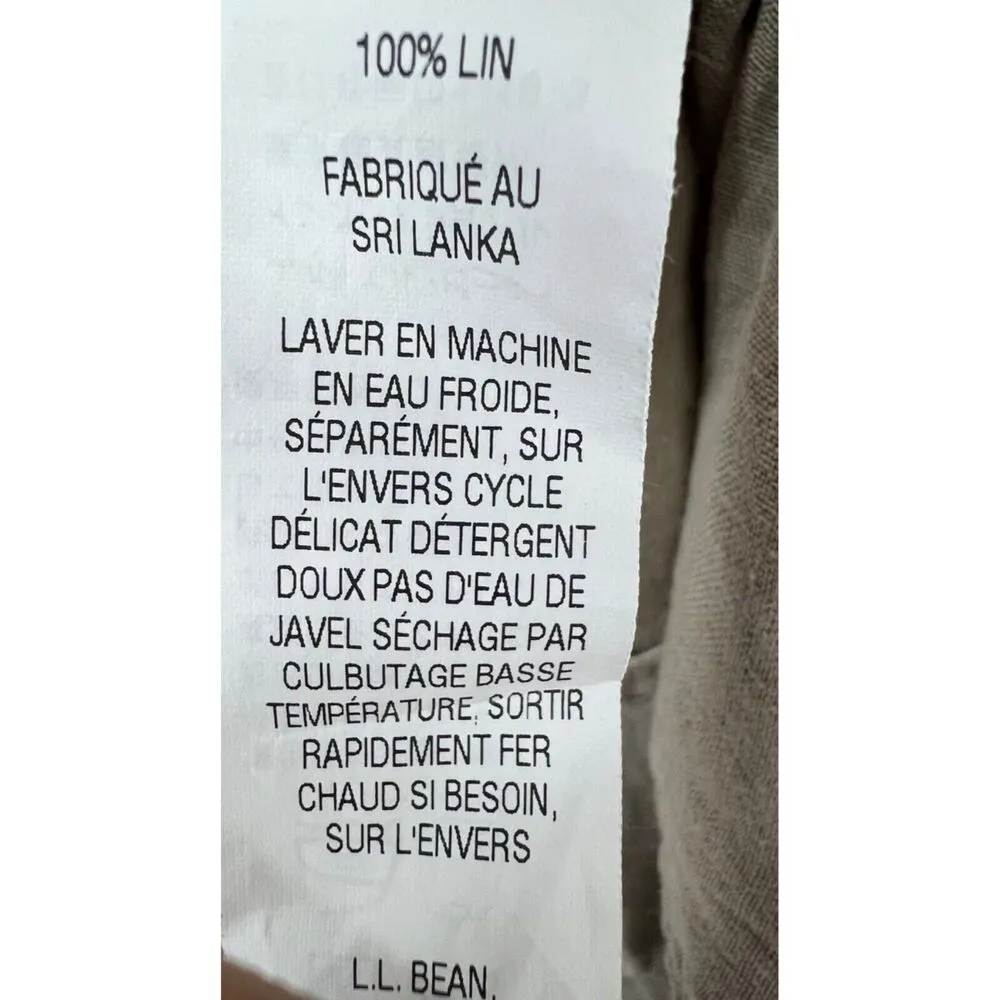 100% LIN
FABRIQUÉ AU
SRI LANKA
LAVER EN MACHINE
EN EAU FROIDE,
SÉPARÉMENT, SUR
L'ENVERS CYCLE
DÉLICAT DÉTERGENT
DOUX PAS D'EAU DE
JAVEL SÉCHAGE PAR
CULBUTAGE BASSE
TEMPÉRATURE, SORTIR
RAPIDEMENT FER
CHAUD SI BESOIN,
SUR L'ENVERS
L.L. BEAN,